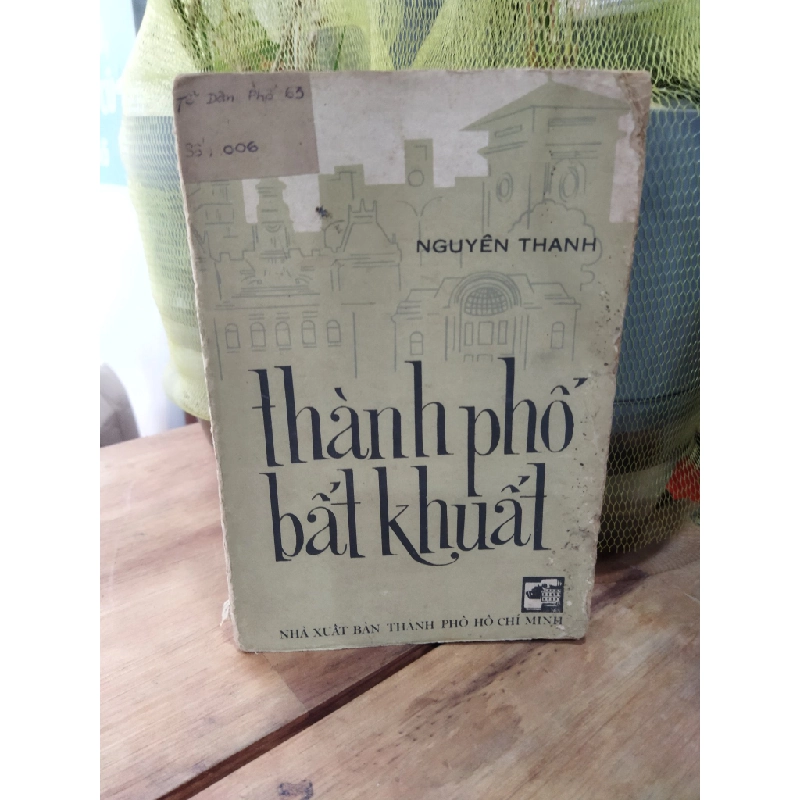 Tổ Dân Phố 63
Số: 006
NGUYÊN THANH
thành phố
bất khuất
NHÀ XUẤT BẢN THÀNH PHỐ HỒ CHÍ MINH